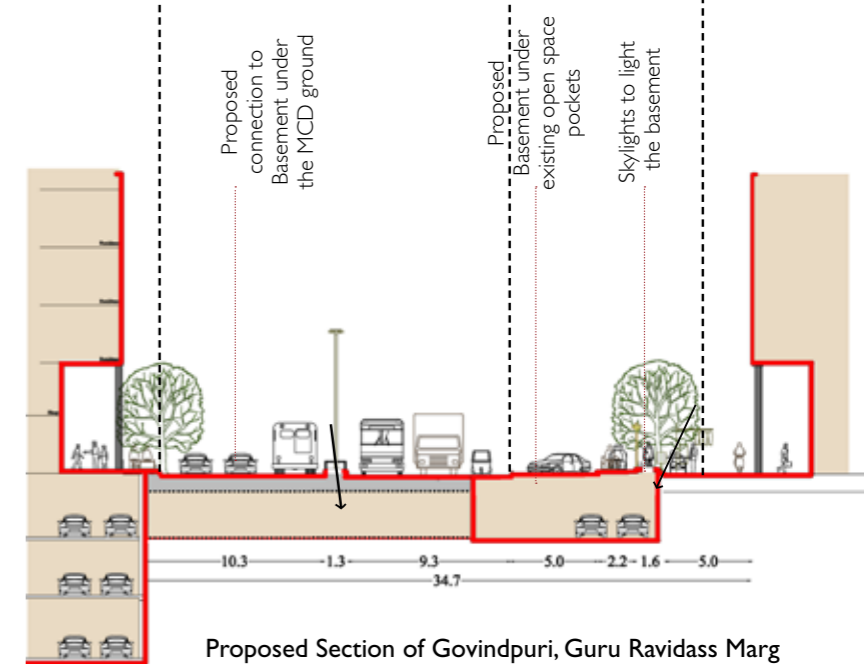 Proposed
connection to
Basement under
the MCD ground
Proposed
Basement under
existing open space
pockets
Skylights to light
the basement
10.3
1.3
9.3
5.0
2.2
1.6
5.0
34.7
Proposed Section of Govindpuri, Guru Ravidass Marg